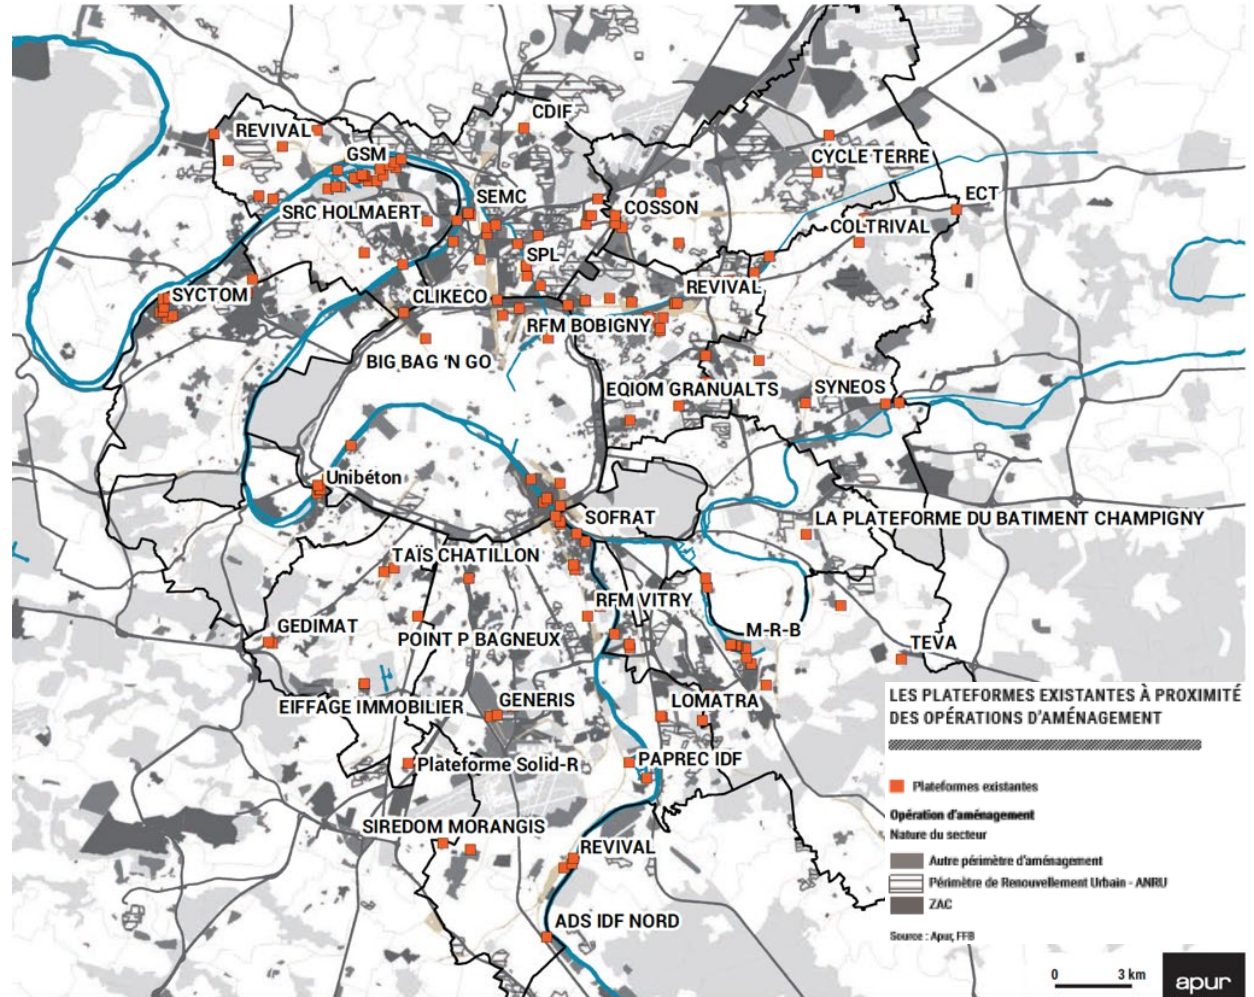 CDIF
REVIVAL
GSM
CYCLE TERRE
SEMC
ECT
SRC HOLMAERT
COSSON
COLTRIVAL
SPL
REVIVAL
SYCTOM
CLIKECO
RFM BOBIGNY
BIG BAG 'N GO
EQIOM GRANUALTS
SYNEOS
Unibéton
SOFRAT
LA PLATEFORME DU BATIMENT CHAMPIGNY
TAÏS CHATILLON
RFM VITRY
GEDIMAT
POINT P BAGNEUX
M-R-B
TEVA
EIFFAGE IMMOBILIER
GENERIS
LOMATRA
Plateforme Solid-R
PAPREC IDF
SIREDOM MORANGIS
REVIVAL
ADS IDF NORD
LES PLATEFORMES EXISTANTES À PROXIMITÉ
DES OPÉRATIONS D'AMÉNAGEMENT
Plateformes existantes
Opération d'aménagement
Nature du secteur
Autre périmètre d'aménagement
Périmètre de Renouvellement Urbain - ANRU
ZAC
Source : Apur, FFB
0 3 km
apur